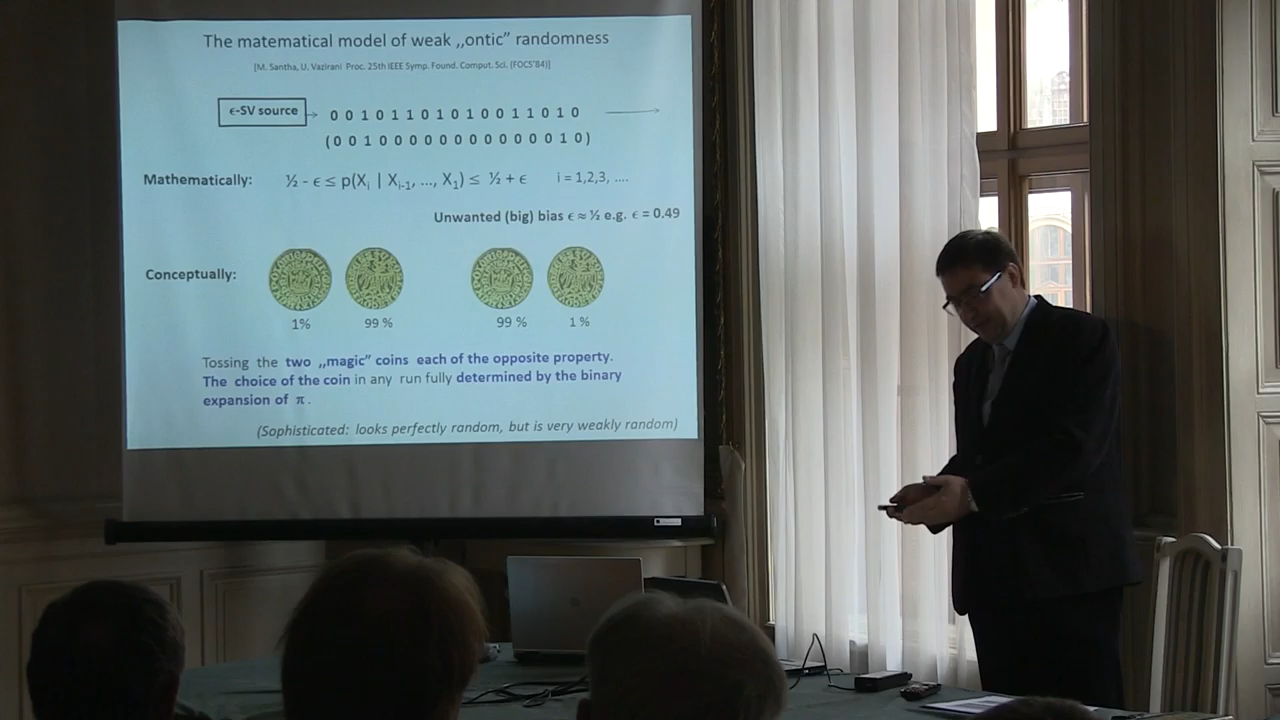 The matematical model of weak „ontic” randomness
[M. Santha, U. Vazirani Proc. 25th IEEE Symp. Found. Comput. Sci. (FOCS'84)]
ϵ-SV source
0 0 1 0 1 1 0 1 0 1 0 0 1 1 0 1 0
(0 0 1 0 0 0 0 0 0 0 0 0 0 0 0 1 0)
Mathematically: ½ - ϵ ≤ p(Xi | Xi-1, ..., X1) ≤ ½ + ϵ i = 1,2,3, ....
Unwanted (big) bias ϵ ≈ ½ e.g. ϵ = 0.49
Conceptually:
1% 99 % 99 % 1 %
Tossing the two „magic” coins each of the opposite property.
The choice of the coin in any run fully determined by the binary
expansion of π .
(Sophisticated: looks perfectly random, but is very weakly random)